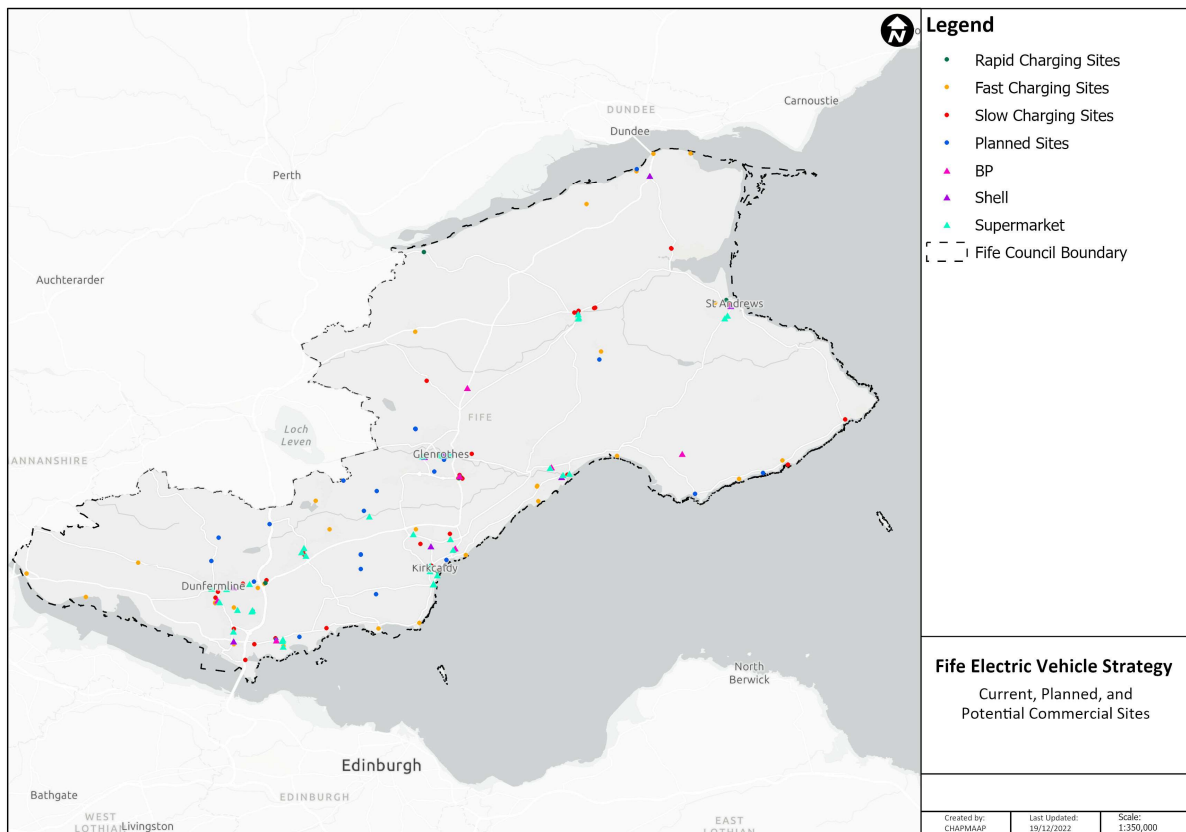 N
DUNDEE
Dundee
Carnoustie
Perth
Auchterarder
St Andrews
FIFE
Loch
Leven
Glenrothes
ANNANSHIRE
Kirkcaldy
Dunfermline
North
Berwick
Edinburgh
Bathgate
EDINBURGH
WEST
LOTHIAN
Livingston
EAST
LOTHIAN
Legend
Rapid Charging Sites
Fast Charging Sites
Slow Charging Sites
Planned Sites
BP
Shell
Supermarket
Fife Council Boundary
Fife Electric Vehicle Strategy
Current, Planned, and
Potential Commercial Sites
Created by:
CHAPMAAP
Last Updated:
19/12/2022
Scale:
1:350,000